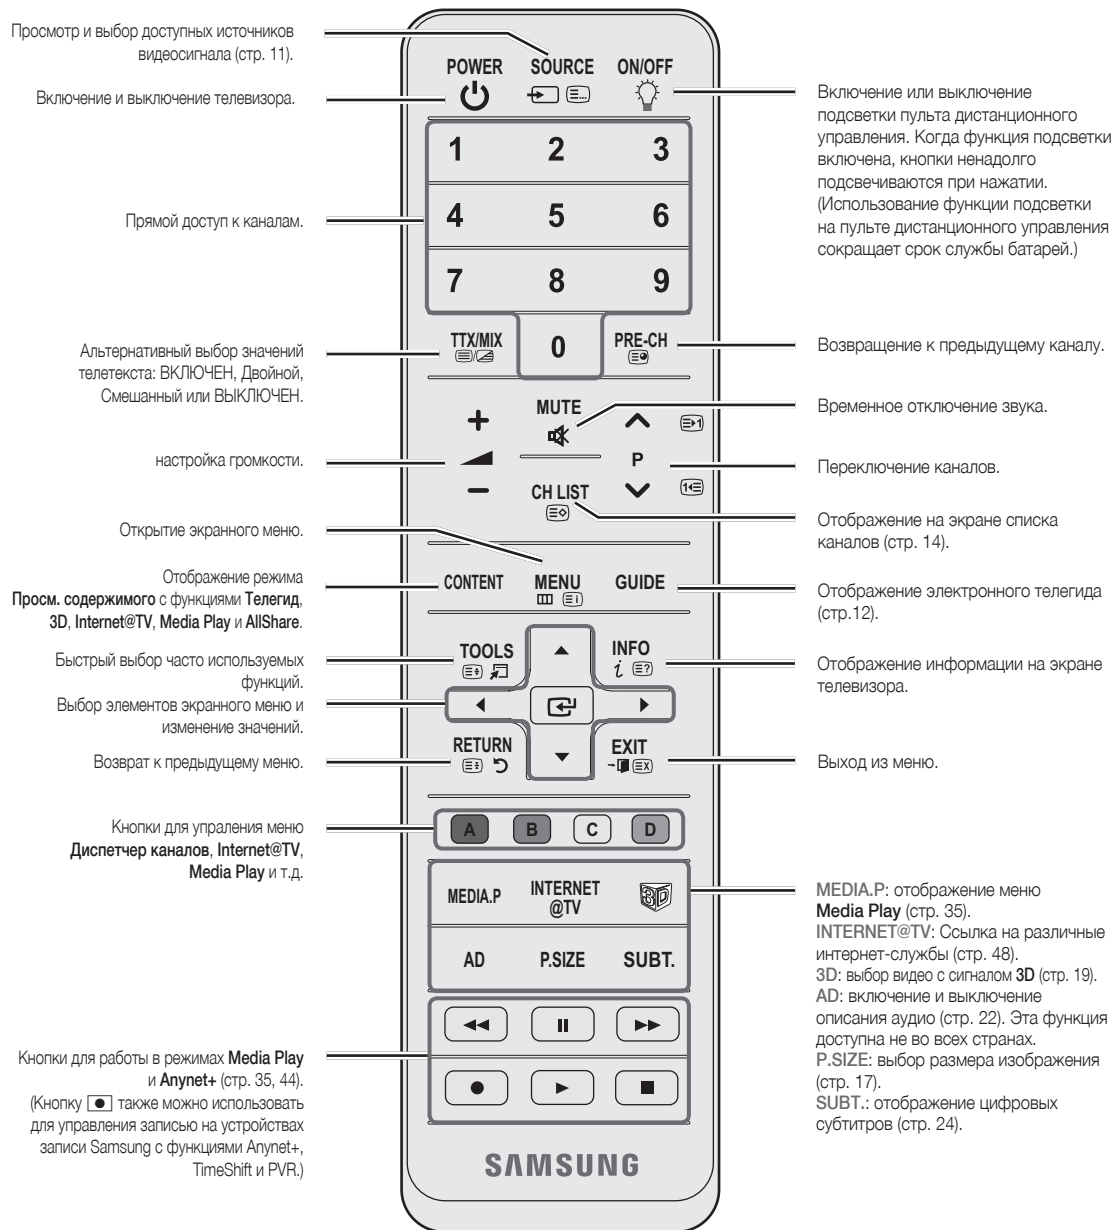 Просмотр и выбор доступных источников
видеосигнала (стр. 11).
Включение и выключение телевизора.
Прямой доступ к каналам.
Альтернативный выбор значений
телетекста: ВКЛЮЧЕН, Двойной,
Смешанный или ВЫКЛЮЧЕН.
настройка громкости.
Открытие экранного меню.
Отображение режима
Просм. содержимого с функциями Телегид,
3D, Internet@TV, Media Play и AllShare.
Быстрый выбор часто используемых
функций.
Выбор элементов экранного меню и
изменение значений.
Возврат к предыдущему меню.
Кнопки для упраления меню
Диспетчер каналов, Internet@TV,
Media Play и т.д.
Кнопки для работы в режимах Media Play
и Anynet+ (стр. 35, 44).
(Кнопку также можно использовать
для управления записью на устройствах
записи Samsung с функциями Anynet+,
TimeShift и PVR.)
POWER SOURCE ON/OFF
1 2 3
4 5 6
7 8 9
TTX/MIX 0 PRE-CH
MUTE
P
CH LIST
CONTENT MENU GUIDE
TOOLS INFO
RETURN EXIT
A B C D
MEDIA.P INTERNET
@TV 3D
AD P.SIZE SUBT.
SAMSUNG
Включение или выключение
подсветки пульта дистанционного
управления. Когда функция подсветки
включена, кнопки ненадолго
подсвечиваются при нажатии.
(Использование функции подсветки
на пульте дистанционного управления
сокращает срок службы батарей.)
Возвращение к предыдущему каналу.
Временное отключение звука.
Переключение каналов.
Отображение на экране списка
каналов (стр. 14).
Отображение электронного телегида
(стр.12).
Отображение информации на экране
телевизора.
Выход из меню.
MEDIA.P: отображение меню
Media Play (стр. 35).
INTERNET@TV: Ссылка на различные
интернет-службы (стр. 48).
3D: выбор видео с сигналом 3D (стр. 19).
AD: включение и выключение
описания аудио (стр. 22). Эта функция
доступна не во всех странах.
P.SIZE: выбор размера изображения
(стр. 17).
SUBT.: отображение цифровых
субтитров (стр. 24).